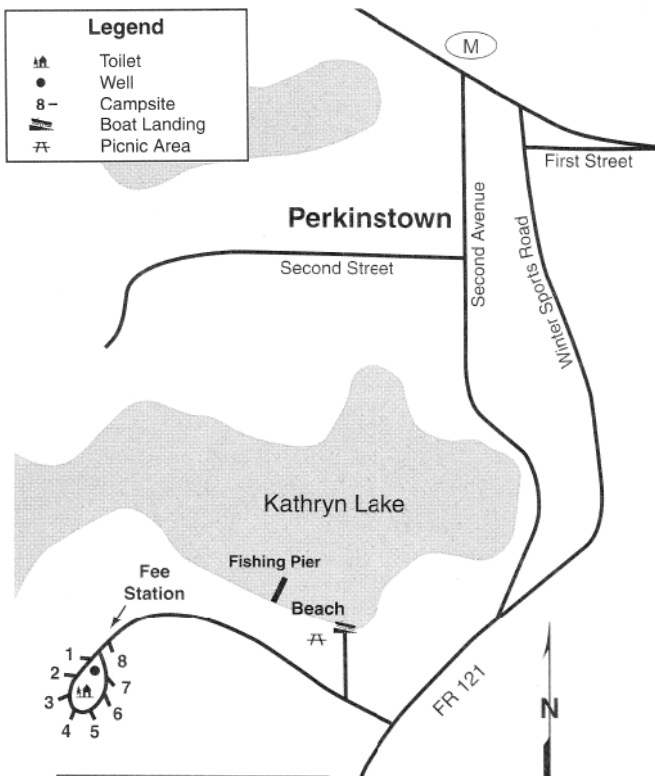 Legend
Toilet
Well
8 – Campsite
Boat Landing
Picnic Area
M
First Street
Perkinstown
Second Street
Second Avenue
Winter Sports Road
Kathryn Lake
Fishing Pier
Fee
Station
Beach
1
8
2
7
3
6
4
5
FR 121
N